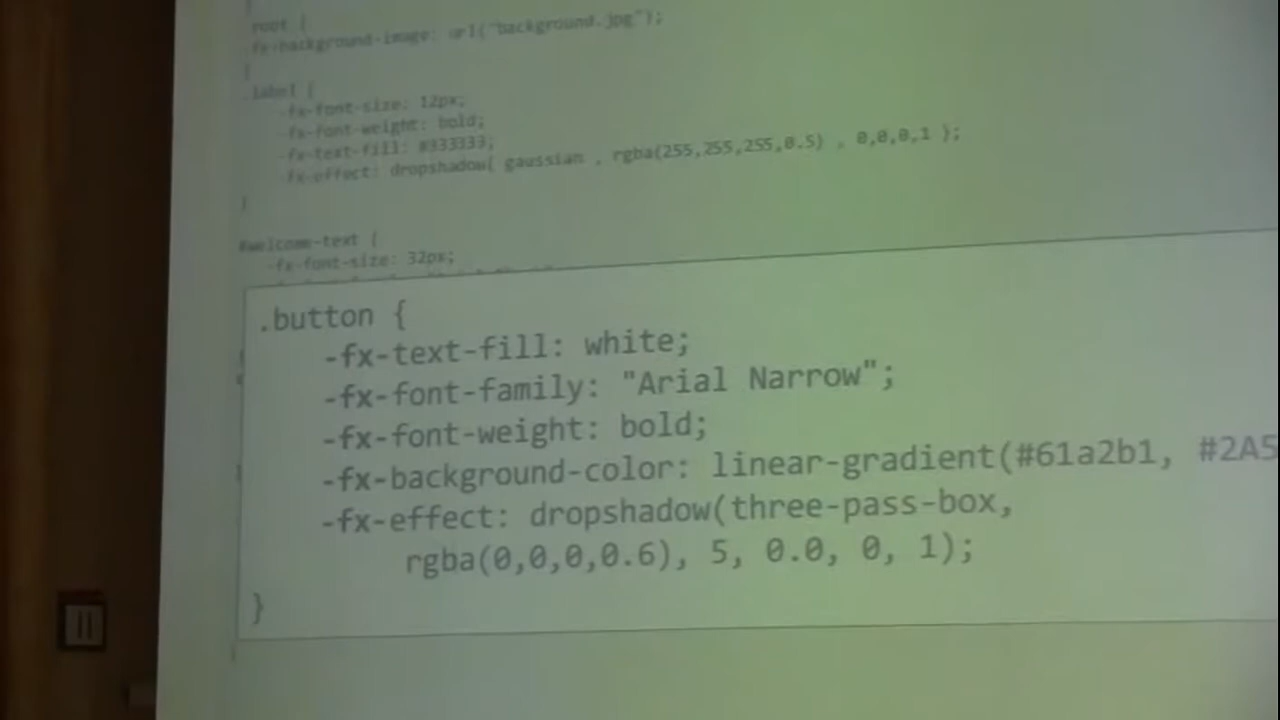 root {
-fx-background-image: url("background.jpg");
}
.label {
-fx-font-size: 12px;
-fx-font-weight: bold;
-fx-text-fill: #333333;
-fx-effect: dropshadow( gaussian , rgba(255,255,255,0.5) , 0,0,0,1 );
}
#welcome-text {
-fx-font-size: 32px;
.button {
-fx-text-fill: white;
-fx-font-family: "Arial Narrow";
-fx-font-weight: bold;
-fx-background-color: linear-gradient(#61a2b1, #2A5
-fx-effect: dropshadow(three-pass-box,
rgba(0,0,0,0.6), 5, 0.0, 0, 1);
}